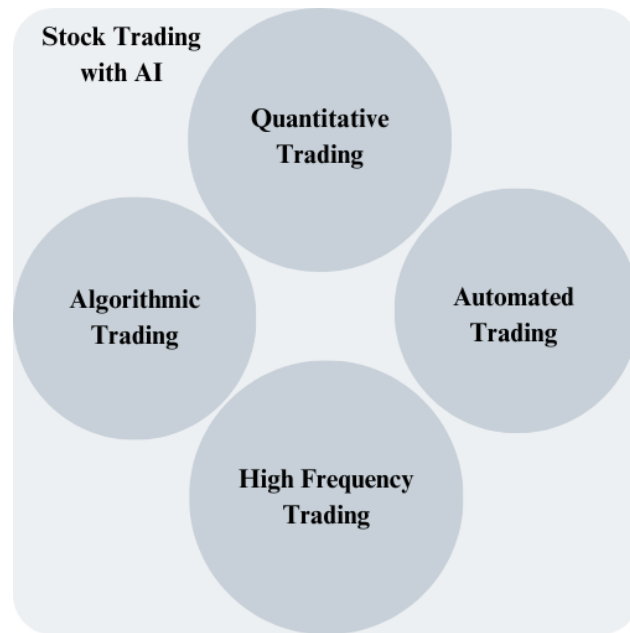 Stock Trading
with AI
Quantitative
Trading
Algorithmic
Trading
Automated
Trading
High Frequency
Trading